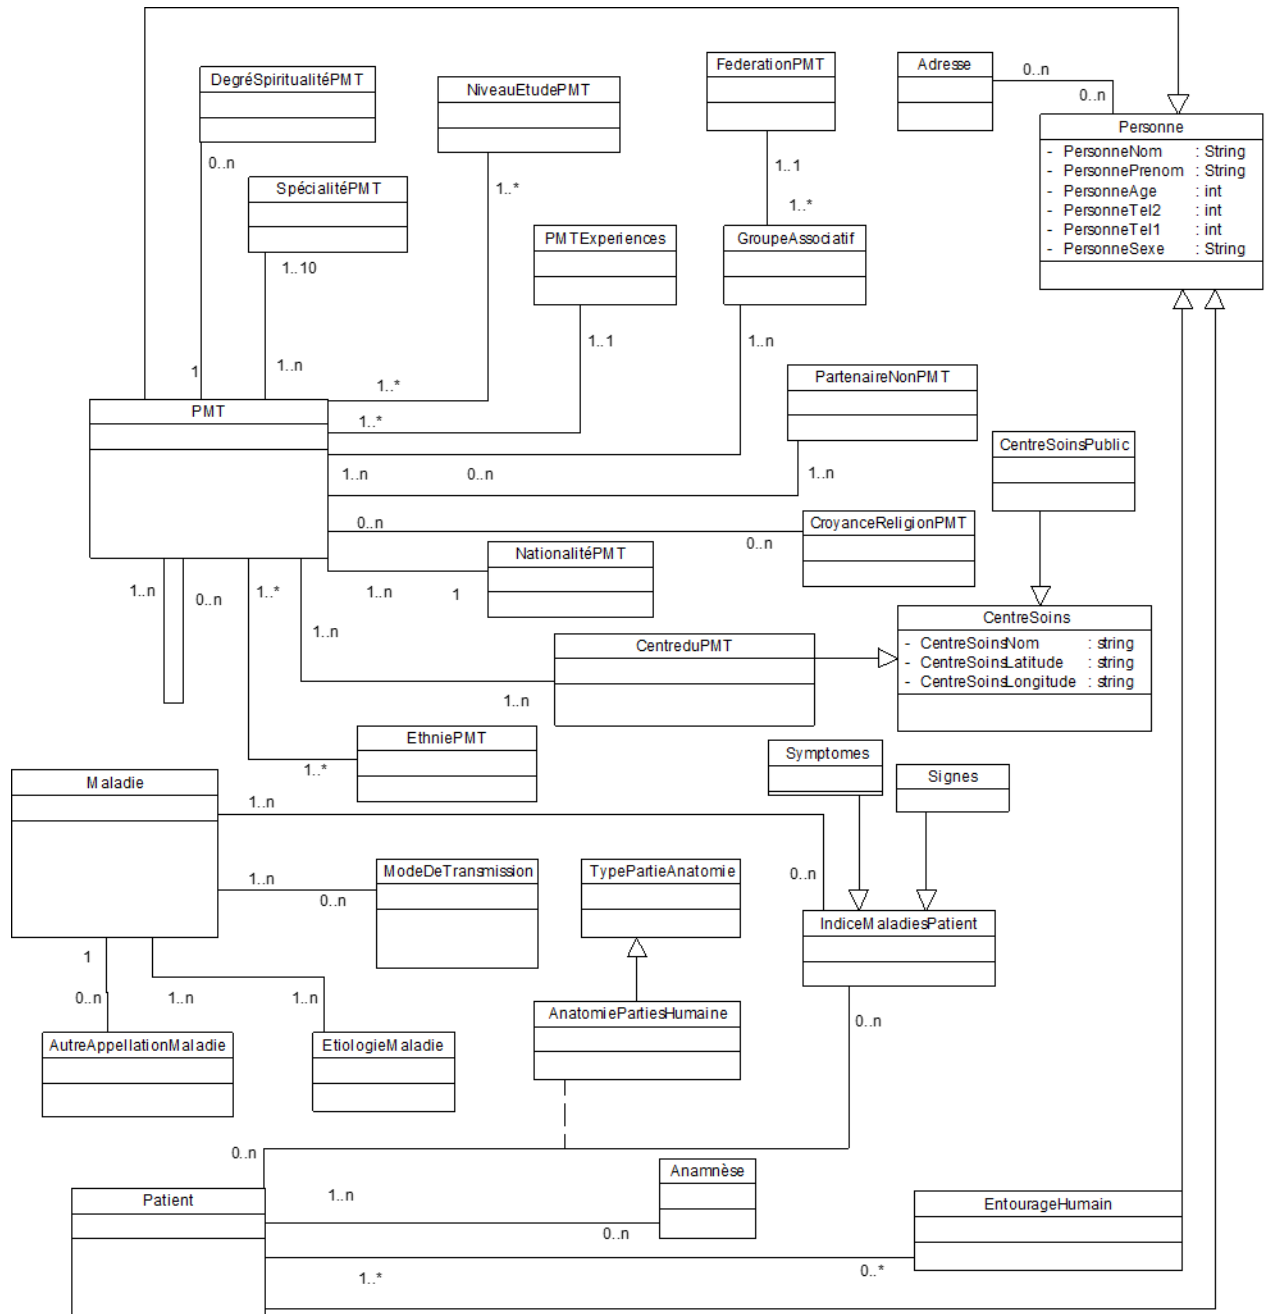 DegréSpiritualitéPMT
NiveauEtudePMT
FederationPMT
Adresse
0..n
0..n
Personne
- PersonneNom : String
- PersonnePrenom : String
- PersonneAge : int
- PersonneTel2 : int
- PersonneTel1 : int
- PersonneSexe : String
0..n
SpécialitéPMT
1..*
1..1
1..*
PMTExperiences
GroupeAssociatif
1..10
1..1
1..n
1
1..n
1..*
PartenaireNonPMT
PMT
1..*
CentreSoinsPublic
1..n
0..n
1..n
0..n
CroyanceReligionPMT
0..n
NationalitéPMT
1..n
0..n
1..*
1..n
1
1..n
CentreSoins
- CentreSoinsNom : string
- CentreSoinsLatitude : string
- CentreSoinsLongitude : string
CentreduPMT
1..n
EthniePMT
1..*
Symptomes
Signes
Maladie
1..n
ModeDeTransmission
TypePartieAnatomie
1..n
0..n
0..n
IndiceMaladiesPatient
1
0..n
1..n
1..n
AnatomiePartiesHumaine
0..n
AutreAppellationMaladie
EtiologieMaladie
0..n
Anamnèse
Patient
1..n
0..n
EntourageHumain
1..*
0..*